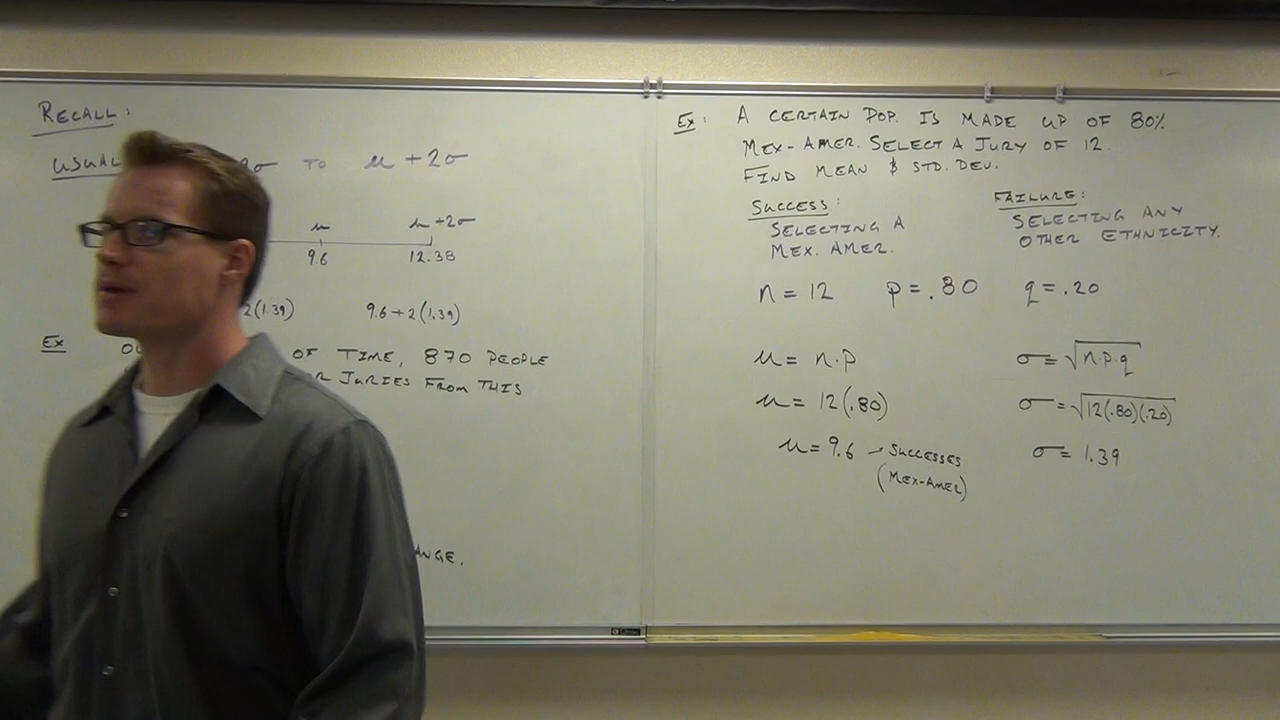 RECALL:
USUAL 2σ TO μ + 2σ
μ μ + 2σ
9.6 12.38
2(1.39) 9.6 + 2(1.39)
EX OF TIME, 870 PEOPLE
JURIES FROM THIS
EX: A CERTAIN POP. IS MADE UP OF 80%
MEX-AMER. SELECT A JURY OF 12.
FIND MEAN & STD. DEV.
SUCCESS: FAILURE:
SELECTING A SELECTING ANY
MEX. AMER. OTHER ETHNICITY.
n = 12 p = .80 q = .20
μ = n·p σ = √n·p·q
μ = 12(.80) σ = √12(.80)(.20)
μ = 9.6 → SUCCESSES σ = 1.39
(MEX-AMER)